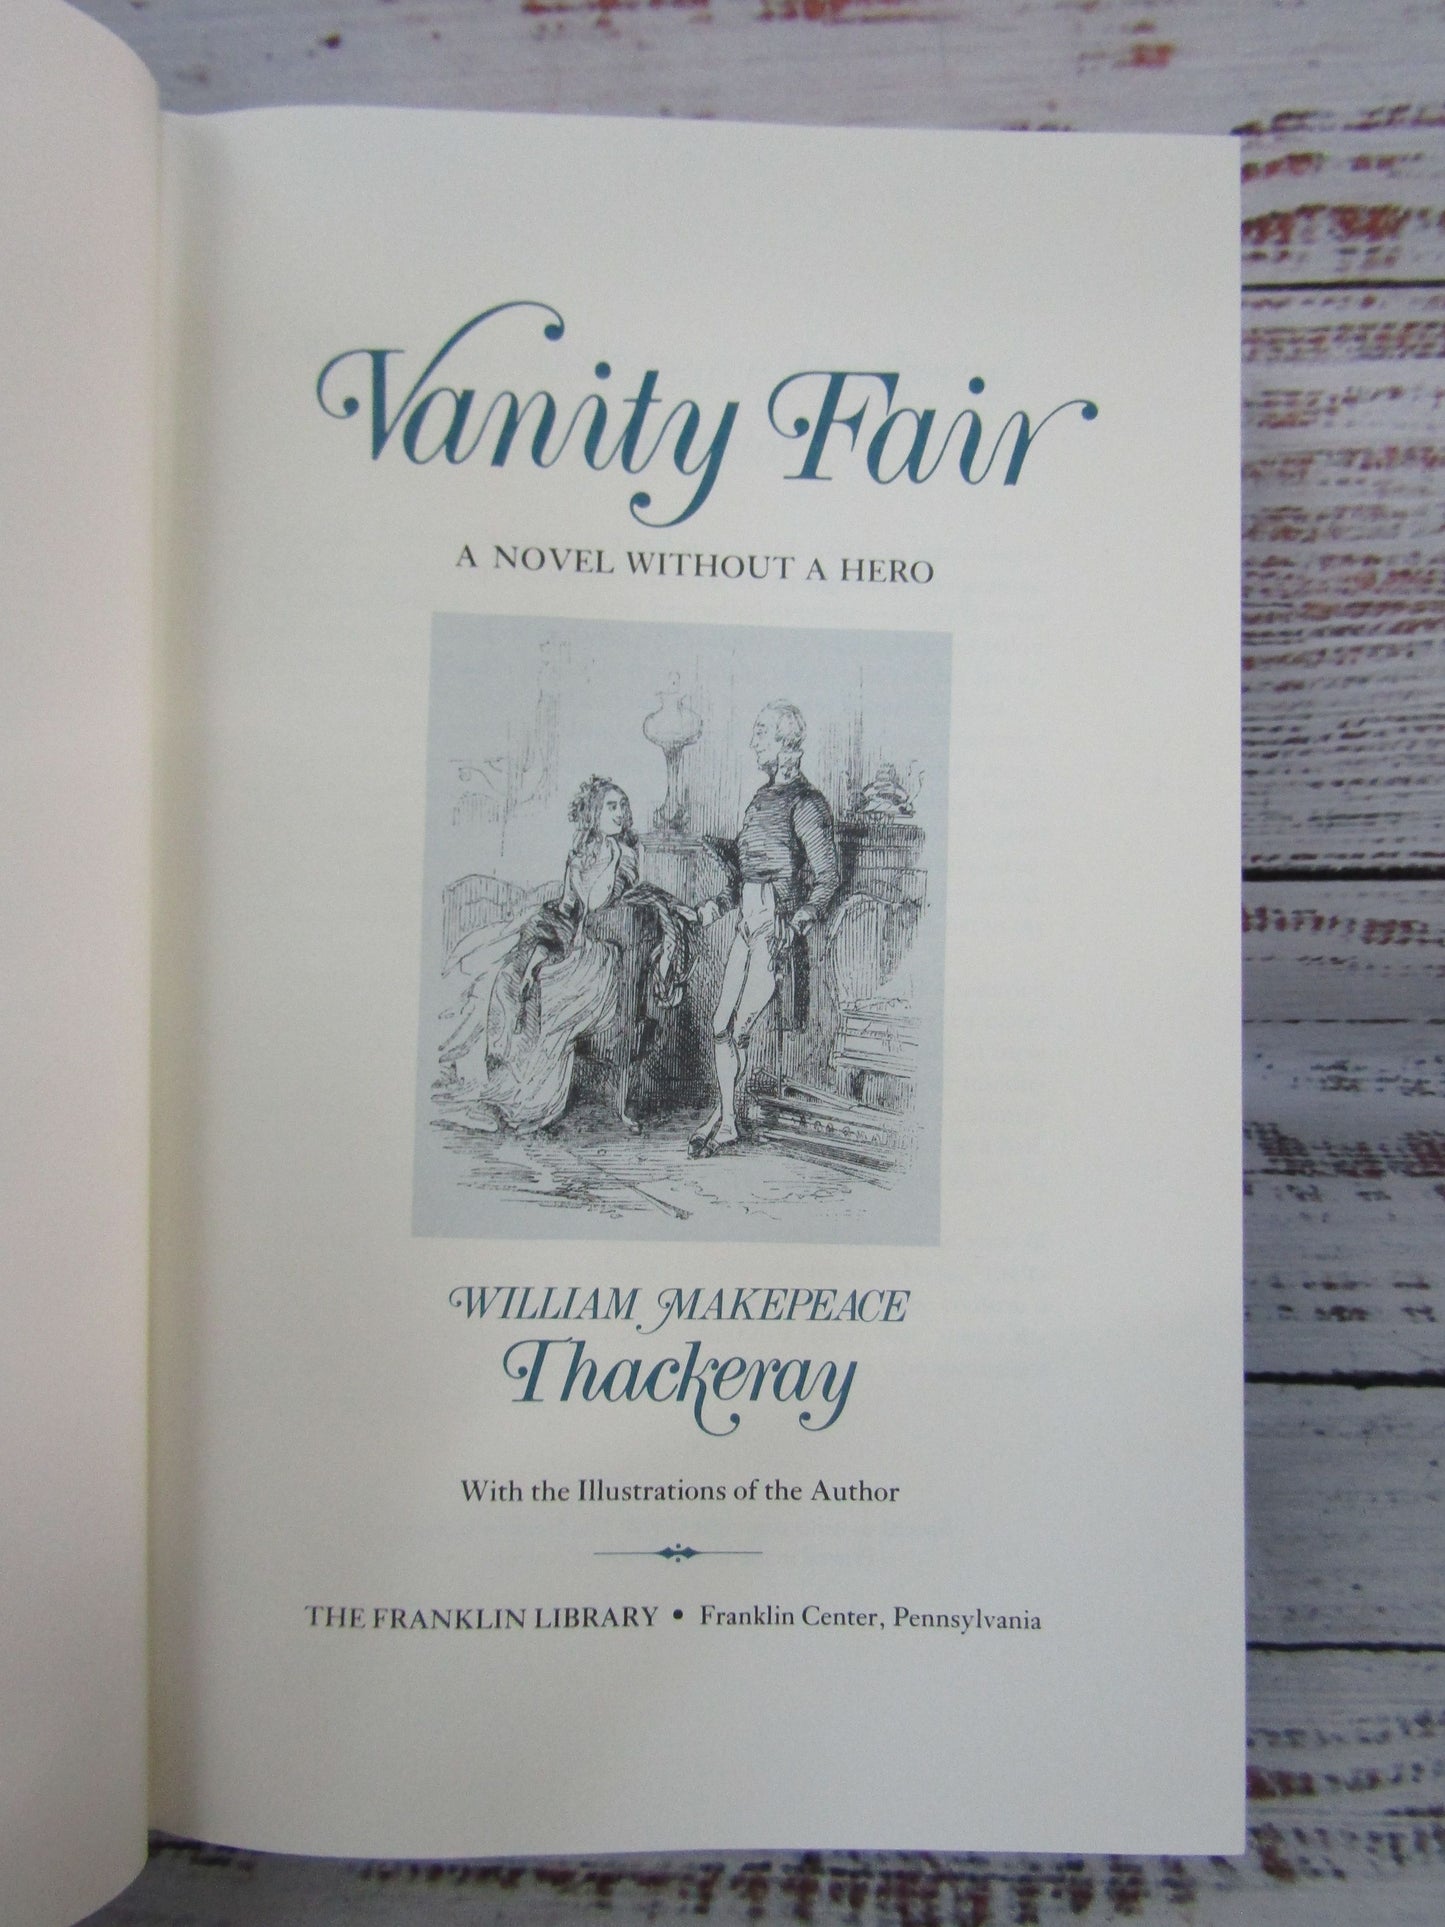 Vanity Fair
A NOVEL WITHOUT A HERO
WILLIAM MAKEPEACE
Thackeray
With the Illustrations of the Author
THE FRANKLIN LIBRARY • Franklin Center, Pennsylvania